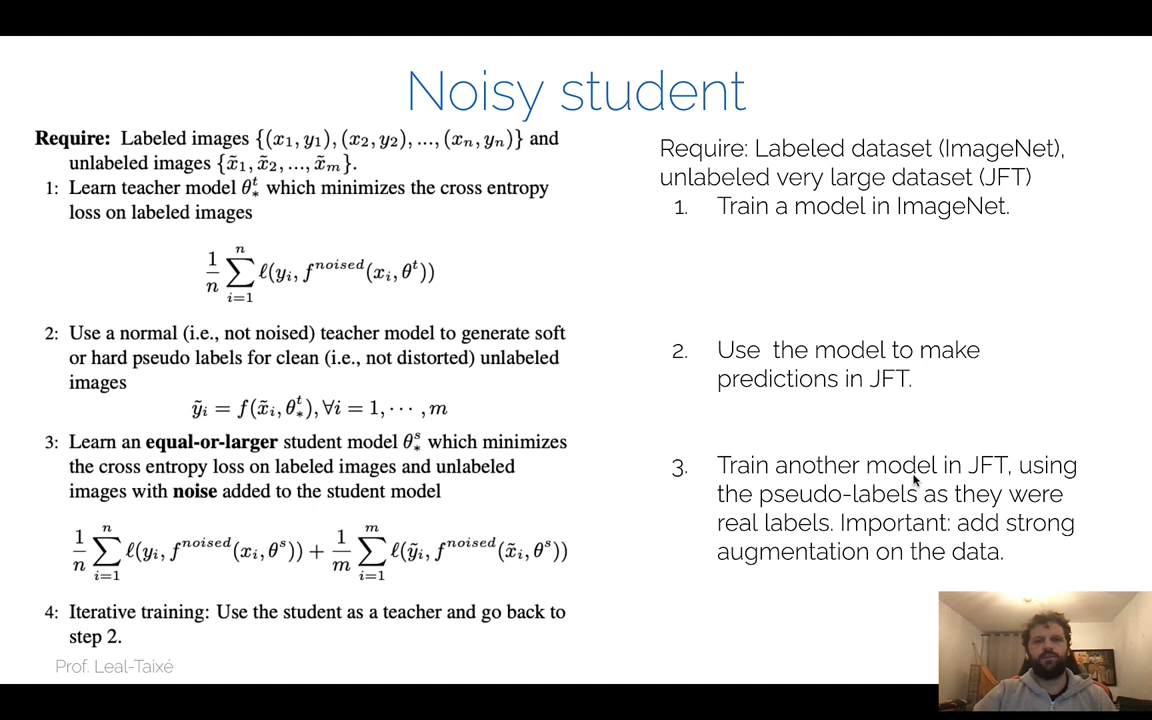 Noisy student
Require: Labeled images {(x₁, y₁), (x₂, y₂), ..., (xₙ, yₙ)} and
unlabeled images {x̃₁, x̃₂, ..., x̃ₘ}.
1: Learn teacher model θ₊ᵗ which minimizes the cross entropy
loss on labeled images
1/n ∑ᵢ₌₁ⁿ ℓ(yᵢ, fⁿᵒⁱˢᵉᵈ(xᵢ, θᵗ))
2: Use a normal (i.e., not noised) teacher model to generate soft
or hard pseudo labels for clean (i.e., not distorted) unlabeled
images
ỹᵢ = f(x̃ᵢ, θ₊ᵗ), ∀i = 1, ⋯ , m
3: Learn an equal-or-larger student model θ₊ˢ which minimizes
the cross entropy loss on labeled images and unlabeled
images with noise added to the student model
1/n ∑ᵢ₌₁ⁿ ℓ(yᵢ, fⁿᵒⁱˢᵉᵈ(xᵢ, θˢ)) + 1/m ∑ᵢ₌₁ᵐ ℓ(ỹᵢ, fⁿᵒⁱˢᵉᵈ(x̃ᵢ, θˢ))
4: Iterative training: Use the student as a teacher and go back to
step 2.
Require: Labeled dataset (ImageNet),
unlabeled very large dataset (JFT)
1. Train a model in ImageNet.
2. Use the model to make
predictions in JFT.
3. Train another model in JFT, using
the pseudo-labels as they were
real labels. Important: add strong
augmentation on the data.
Prof. Leal-Taixé